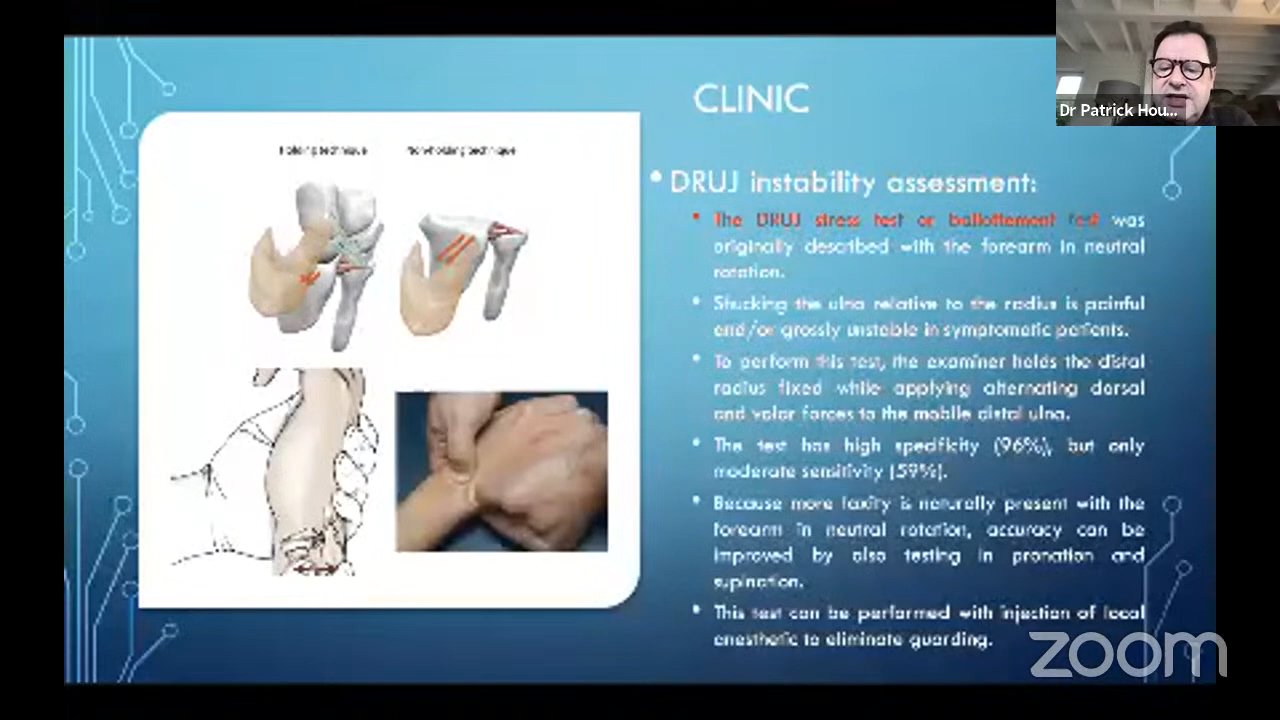 CLINIC
Dr Patrick Hou...
Holding technique
Non-holding technique
• DRUJ instability assessment:
• The DRUJ stress test or ballottement test was
originally described with the forearm in neutral
rotation.
• Shucking the ulna relative to the radius is painful
and/or grossly unstable in symptomatic patients.
• To perform this test, the examiner holds the distal
radius fixed while applying alternating dorsal
and volar forces to the mobile distal ulna.
• The test has high specificity (96%), but only
moderate sensitivity (59%).
• Because more laxity is naturally present with the
forearm in neutral rotation, accuracy can be
improved by also testing in pronation and
supination.
• This test can be performed with injection of local
anesthetic to eliminate guarding.
zoom